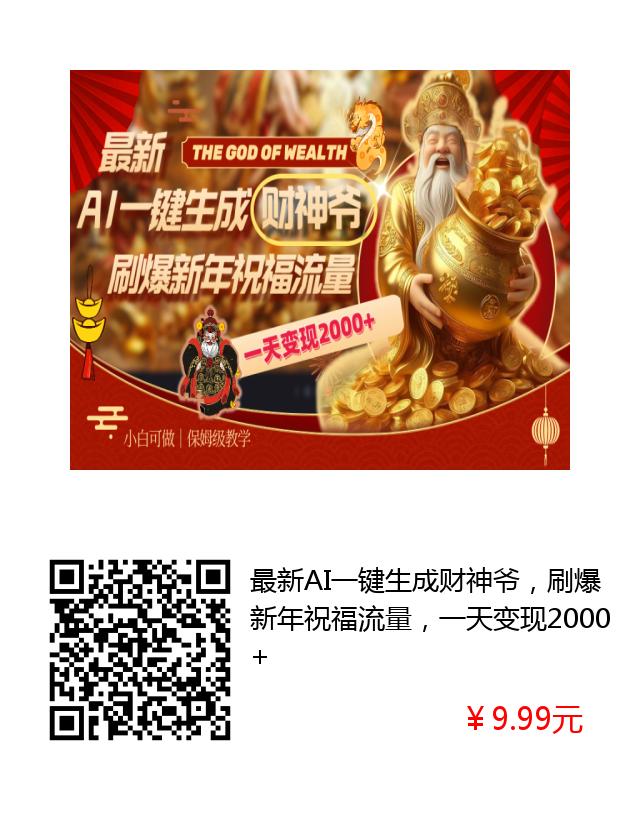 最新
THE GOD OF WEALTH
AI一键生成财神爷
刷爆新年祝福流量
一天变现2000+
小白可做｜保姆级教学
最新AI一键生成财神爷，刷爆
新年祝福流量，一天变现2000
+
¥9.99元